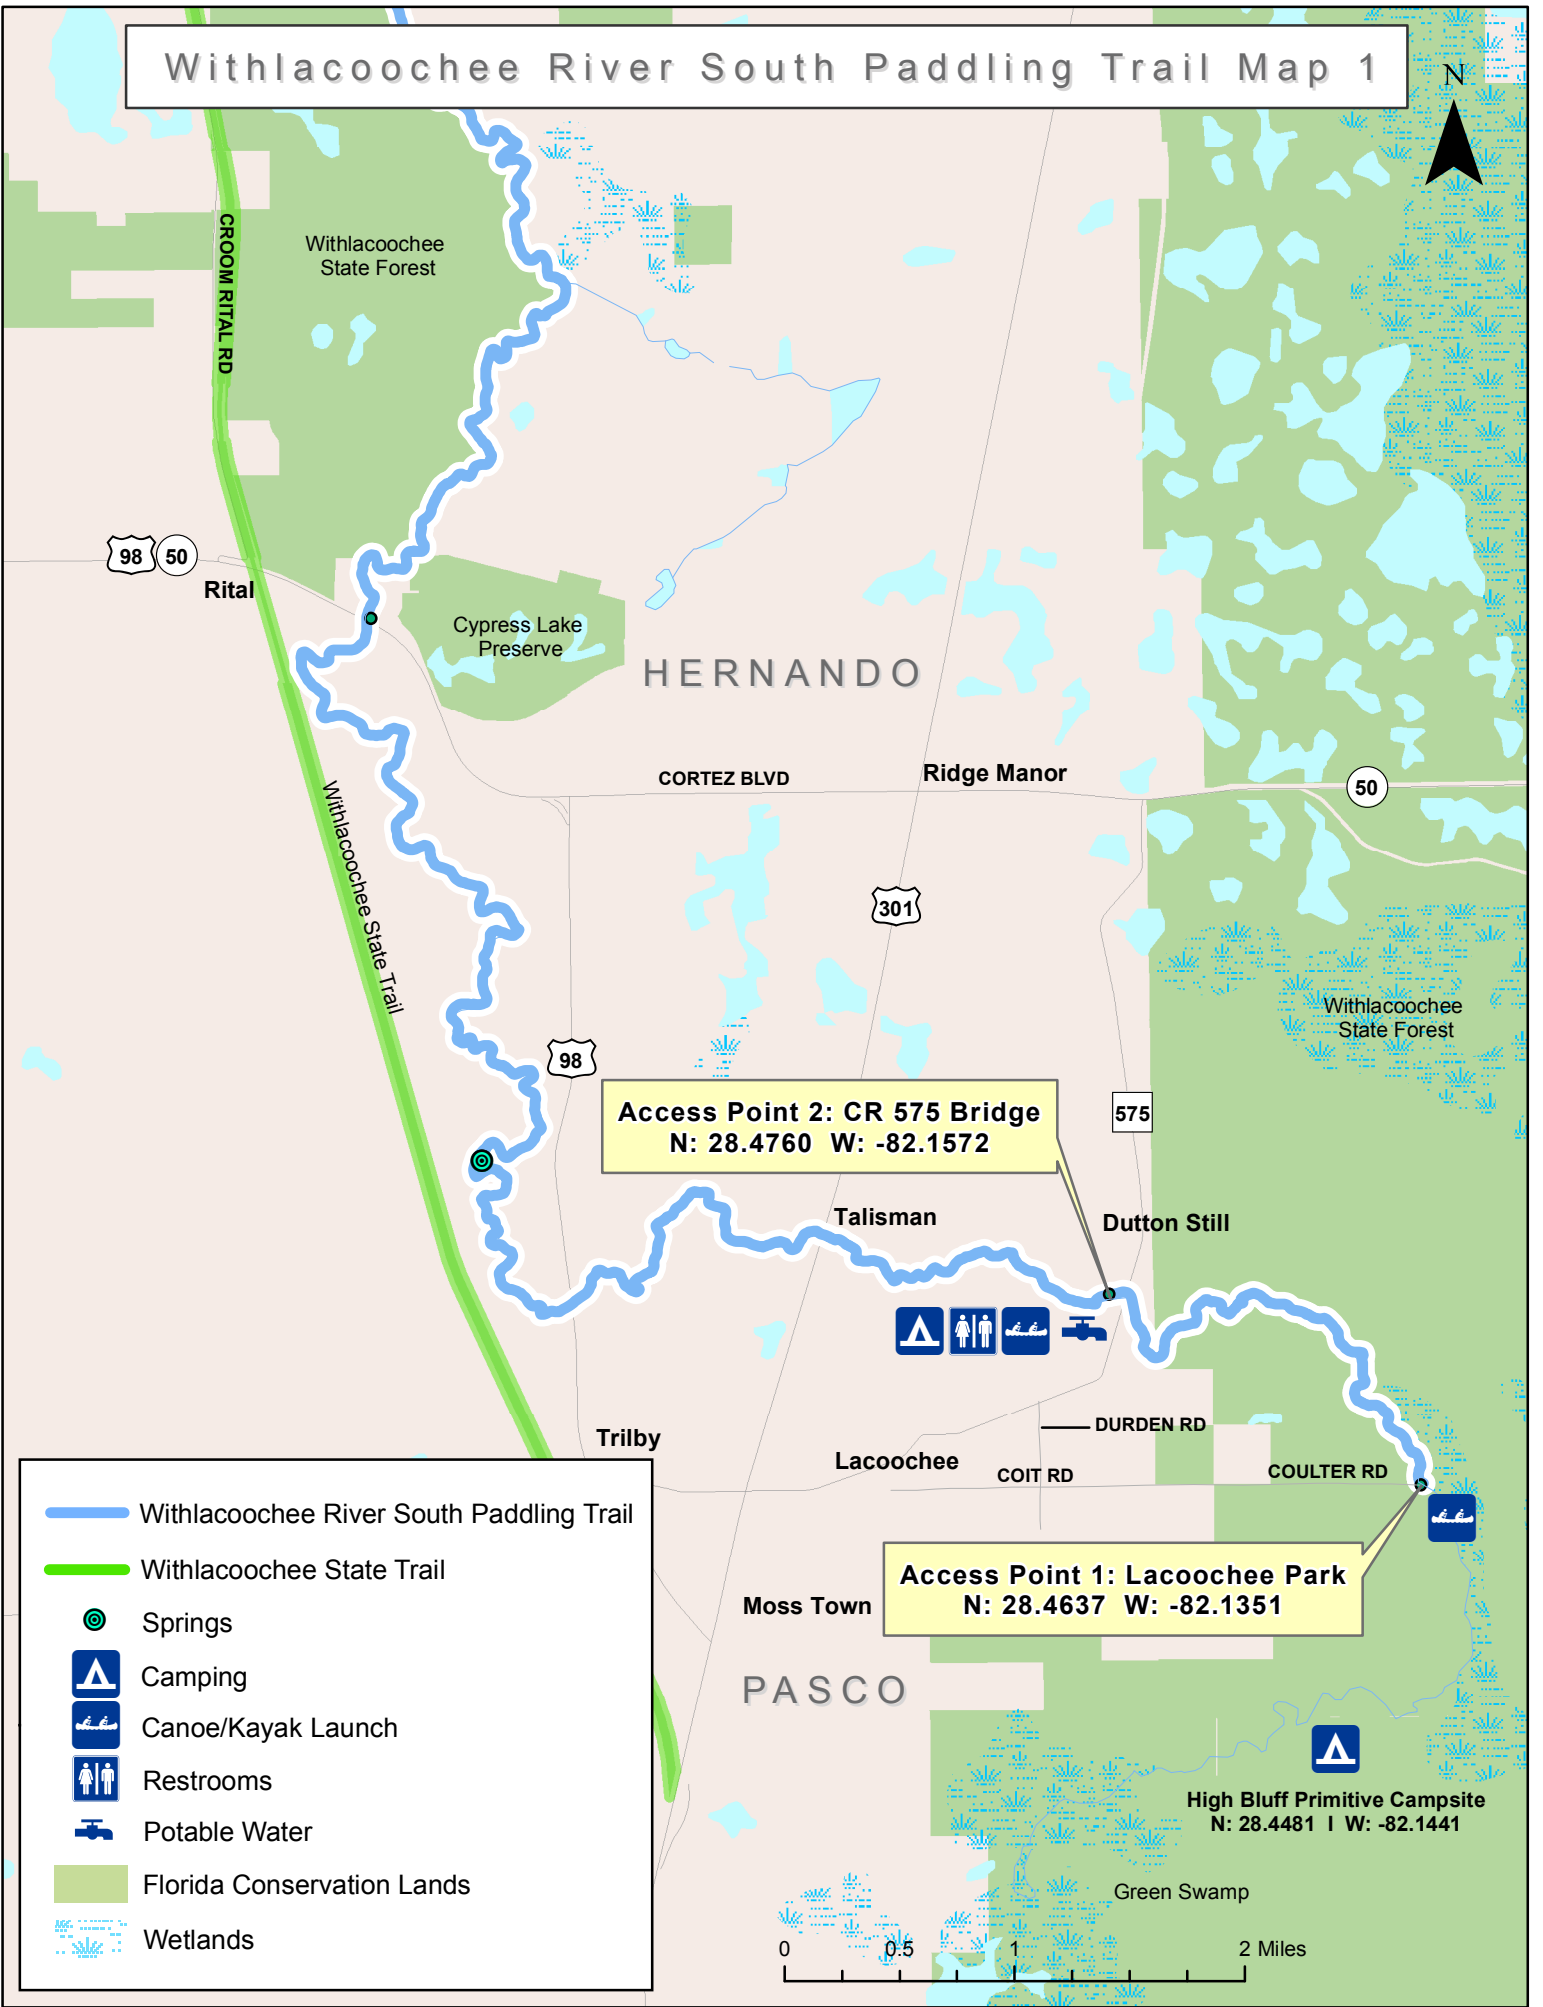 Withlacoochee River South Paddling Trail Map 1
N
CROOM RITAL RD
Withlacoochee
State Forest
98
50
Rital
Cypress Lake
Preserve
HERNANDO
CORTEZ BLVD
Ridge Manor
50
Withlacoochee State Trail
301
Withlacoochee
State Forest
98
Access Point 2: CR 575 Bridge
N: 28.4760 W: -82.1572
575
Talisman
Dutton Still
Trilby
DURDEN RD
Lacoochee
COIT RD
COULTER RD
Access Point 1: Lacoochee Park
N: 28.4637 W: -82.1351
Moss Town
PASCO
High Bluff Primitive Campsite
N: 28.4481 I W: -82.1441
Green Swamp
0 0.5 1 2 Miles
Withlacoochee River South Paddling Trail
Withlacoochee State Trail
Springs
Camping
Canoe/Kayak Launch
Restrooms
Potable Water
Florida Conservation Lands
Wetlands